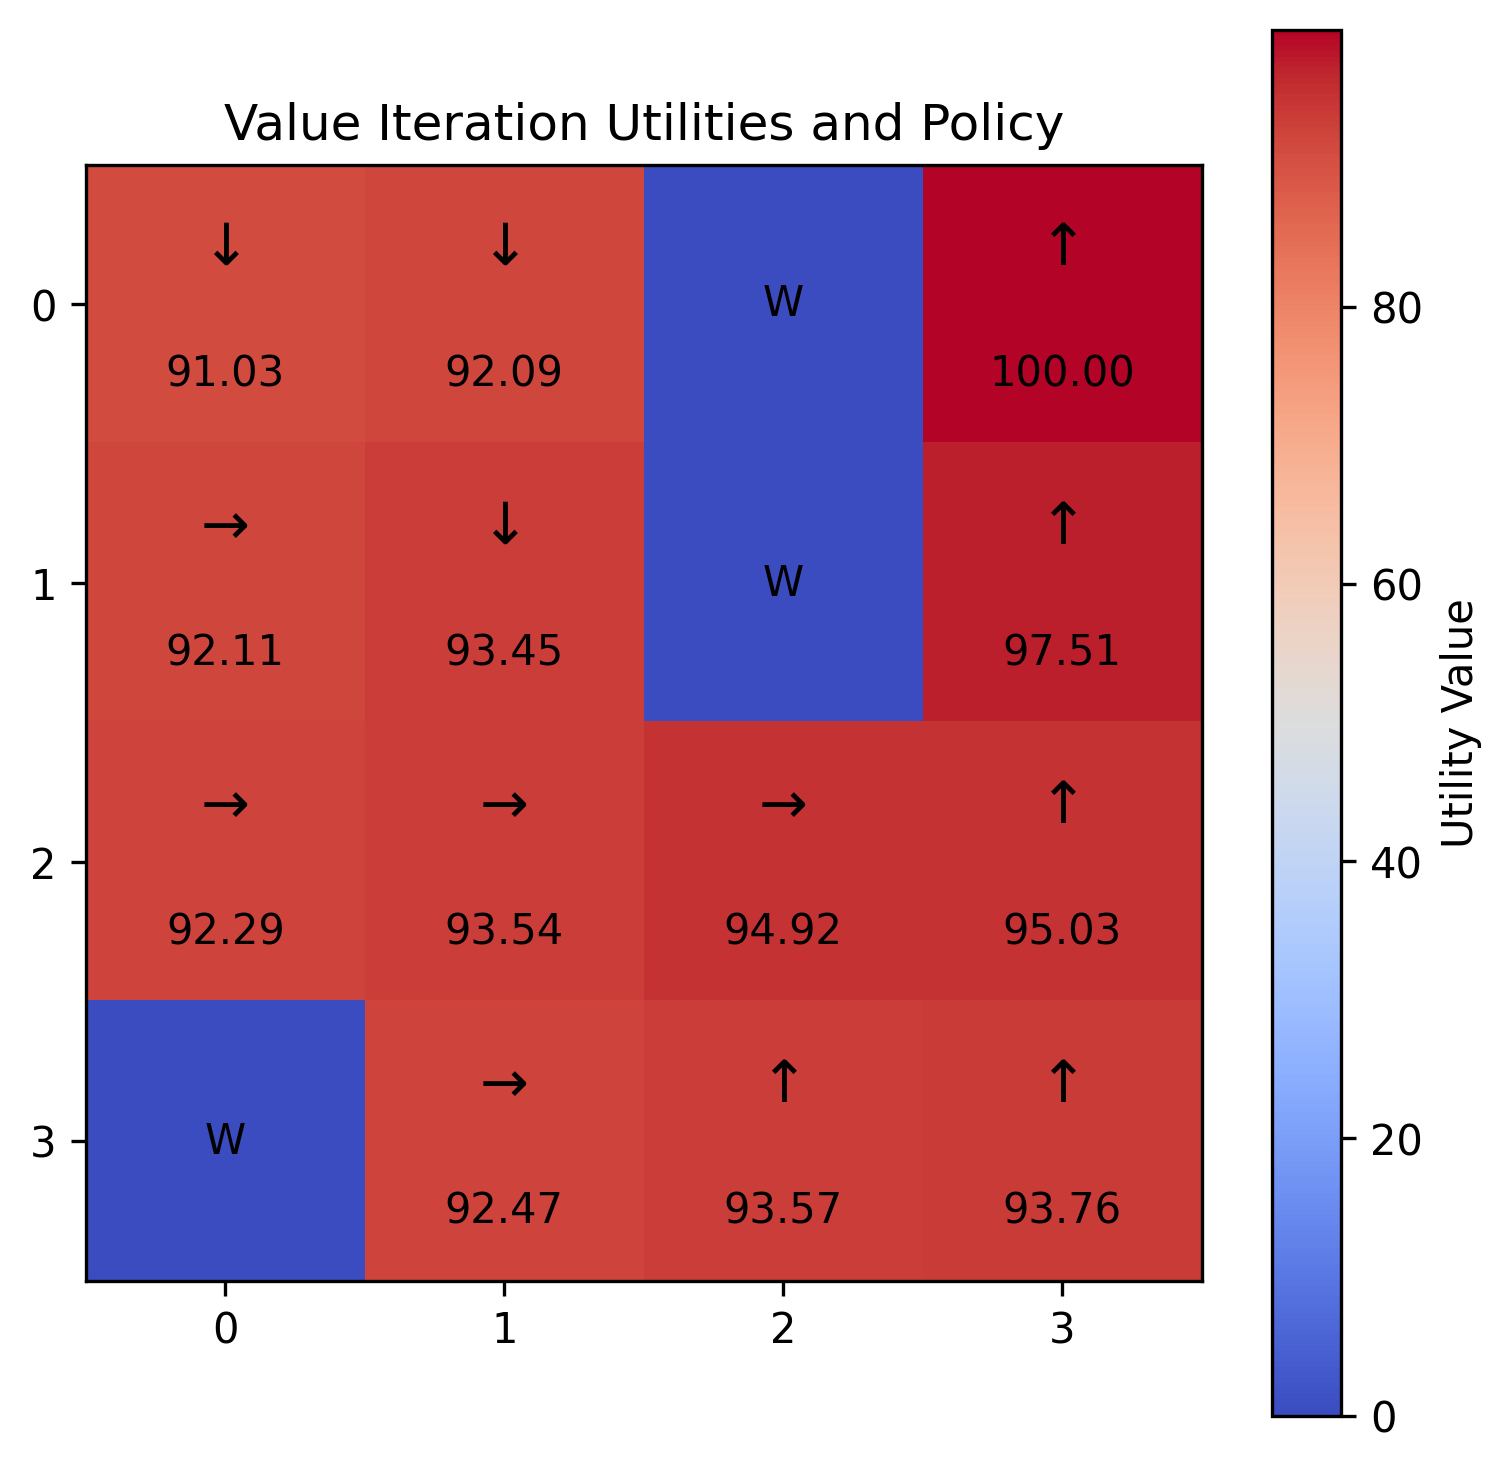 Value Iteration Utilities and Policy
0
↓ ↓ W ↑
91.03 92.09 100.00
1
→ ↓ W ↑
92.11 93.45 97.51
2
→ → → ↑
92.29 93.54 94.92 95.03
3
W → ↑ ↑
92.47 93.57 93.76
0 1 2 3
80
60
40
20
0
Utility Value